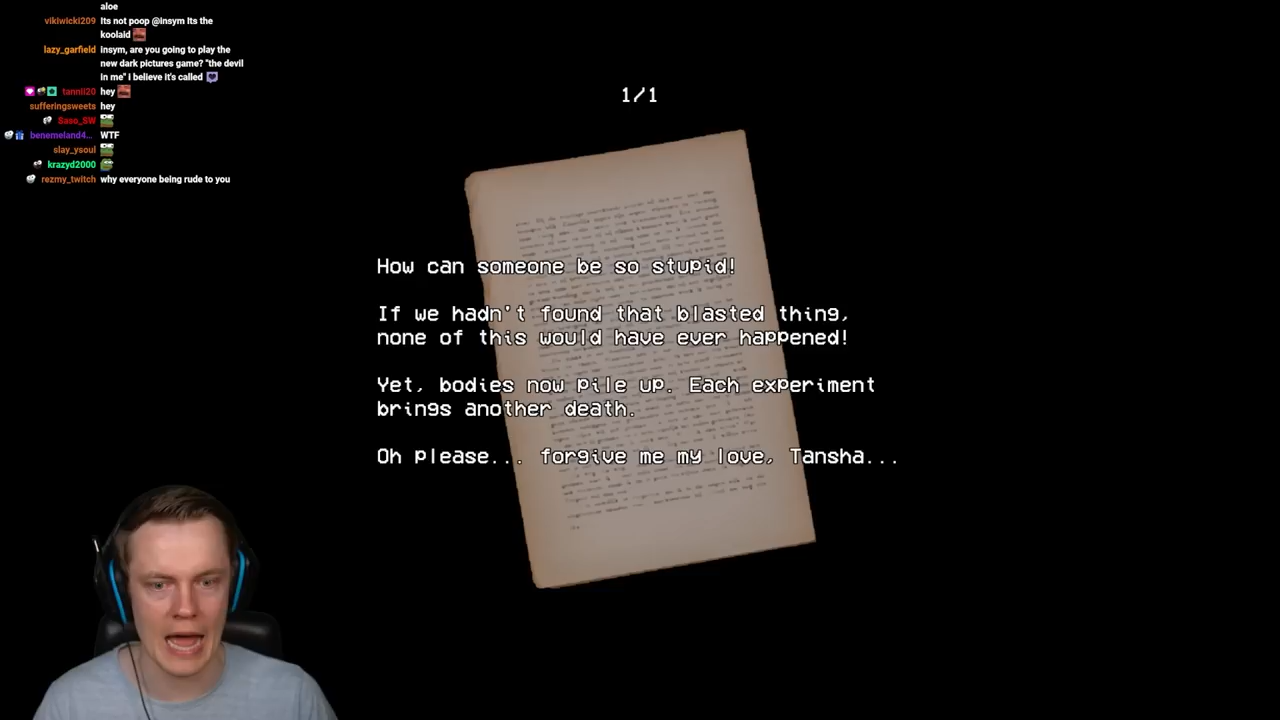 aloe
vikiwicki209 Its not poop @insym Its the
koolaid
lazy_garfield insym, are you going to play the
new dark pictures game? "the devil
in me" i believe it's called
tannii20 hey
sufferingsweets hey
Saso_SW
benemeland4... WTF
slay_ysoul
krazyd2000
rezmy_twitch why everyone being rude to you
1/1
How can someone be so stupid!
If we hadn't found that blasted thing,
none of this would have ever happened!
Yet, bodies now pile up. Each experiment
brings another death.
Oh please... forgive me my love, Tansha...